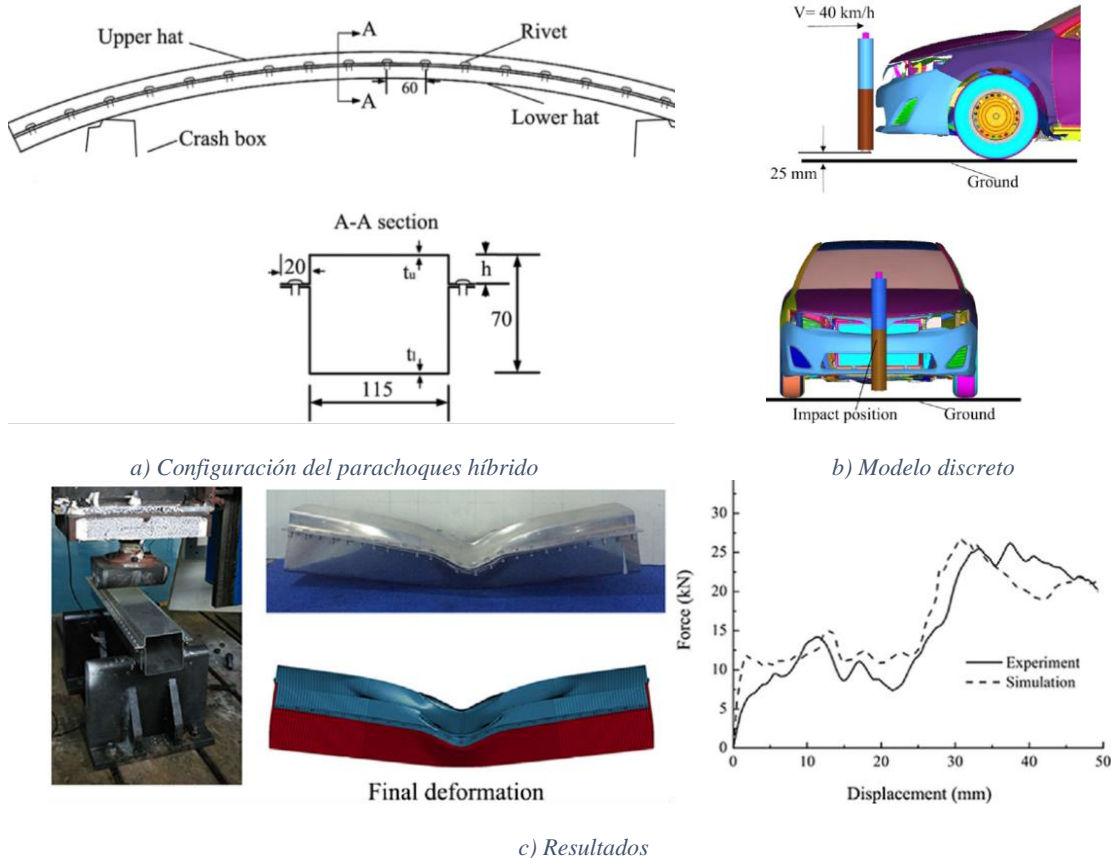 Upper hat
A
Rivet
60
A
Lower hat
Crash box
A-A section
20
tu
h
70
tl
115
V= 40 km/h
25 mm
Ground
Impact position
Ground
a) Configuración del parachoques híbrido
b) Modelo discreto
Final deformation
Force (kN)
30
25
20
15
10
5
0
Experiment
Simulation
0 10 20 30 40 50
Displacement (mm)
c) Resultados